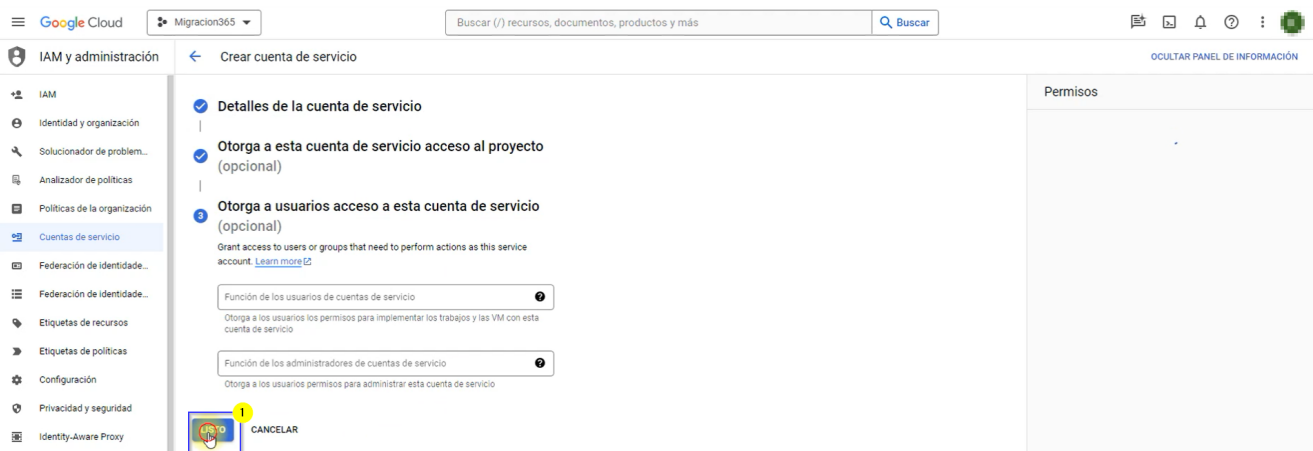 Google Cloud
Migracion365
Buscar (/) recursos, documentos, productos y más
Buscar
IAM y administración
Crear cuenta de servicio
OCULTAR PANEL DE INFORMACIÓN
IAM
Identidad y organización
Solucionador de problem...
Analizador de políticas
Políticas de la organización
Cuentas de servicio
Federación de identidade...
Federación de identidade...
Etiquetas de recursos
Etiquetas de políticas
Configuración
Privacidad y seguridad
Identity-Aware Proxy
Detalles de la cuenta de servicio
Otorga a esta cuenta de servicio acceso al proyecto
(opcional)
3
Otorga a usuarios acceso a esta cuenta de servicio
(opcional)
Grant access to users or groups that need to perform actions as this service
account. Learn more
Función de los usuarios de cuentas de servicio
Otorga a los usuarios los permisos para implementar los trabajos y las VM con esta
cuenta de servicio
Función de los administradores de cuentas de servicio
Otorga a los usuarios permisos para administrar esta cuenta de servicio
1
LISTO
CANCELAR
Permisos